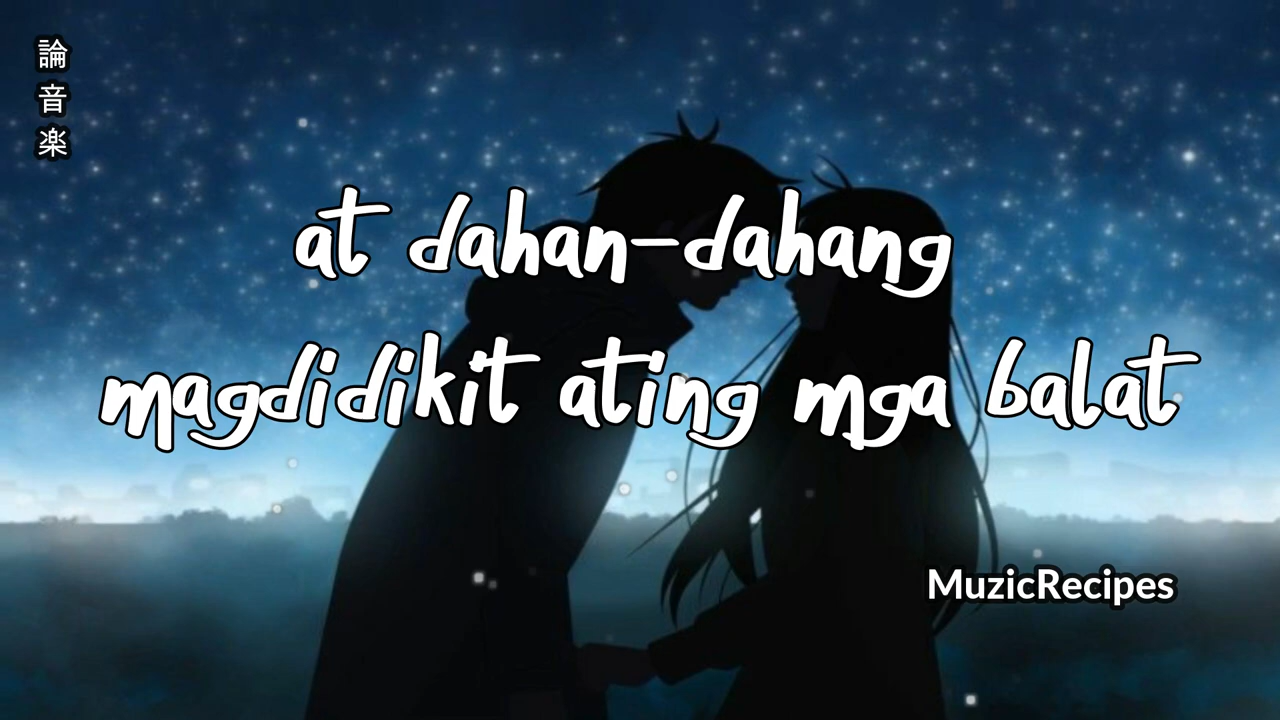 論音楽
at dahan-dahang
magdidikit ating mga balat
MuzicRecipes